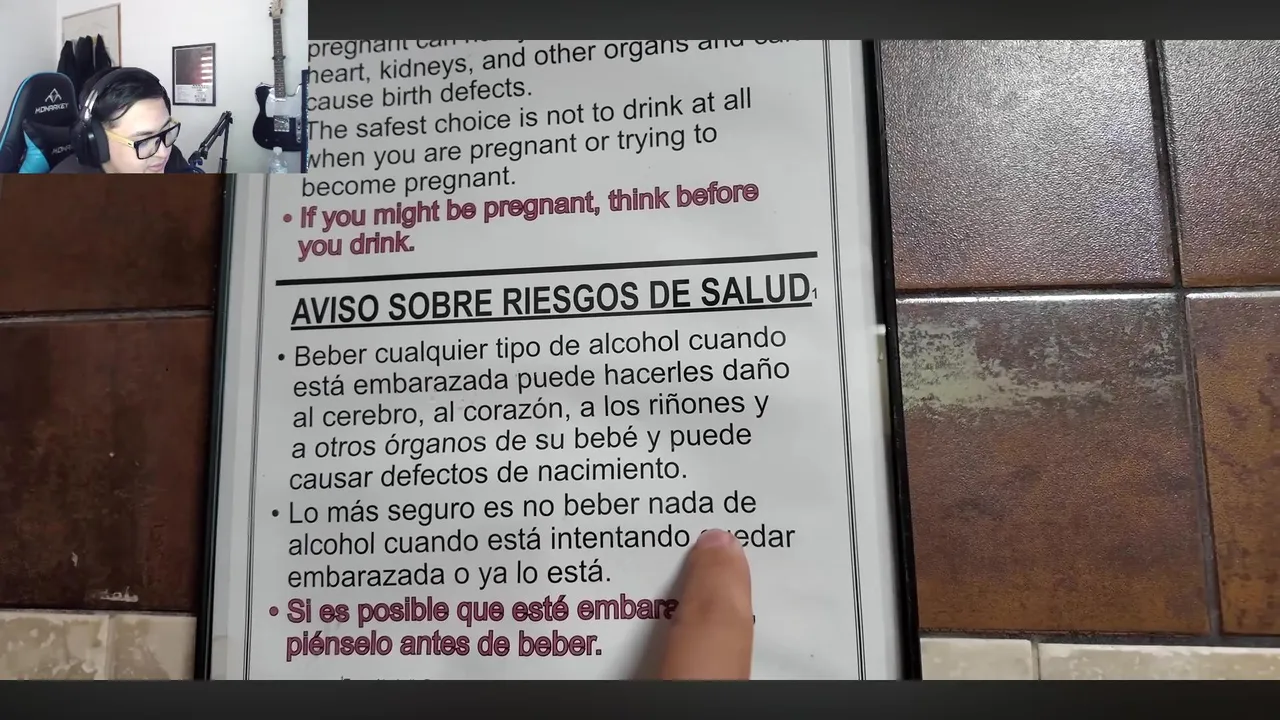 pregnant can
heart, kidneys, and other organs and can
cause birth defects.
The safest choice is not to drink at all
when you are pregnant or trying to
become pregnant.
• If you might be pregnant, think before
you drink.
AVISO SOBRE RIESGOS DE SALUD1
• Beber cualquier tipo de alcohol cuando
está embarazada puede hacerles daño
al cerebro, al corazón, a los riñones y
a otros órganos de su bebé y puede
causar defectos de nacimiento.
• Lo más seguro es no beber nada de
alcohol cuando está intentando
embarazada o ya lo está.
• Si es posible que esté
piénselo antes de beber.
MONARKEY